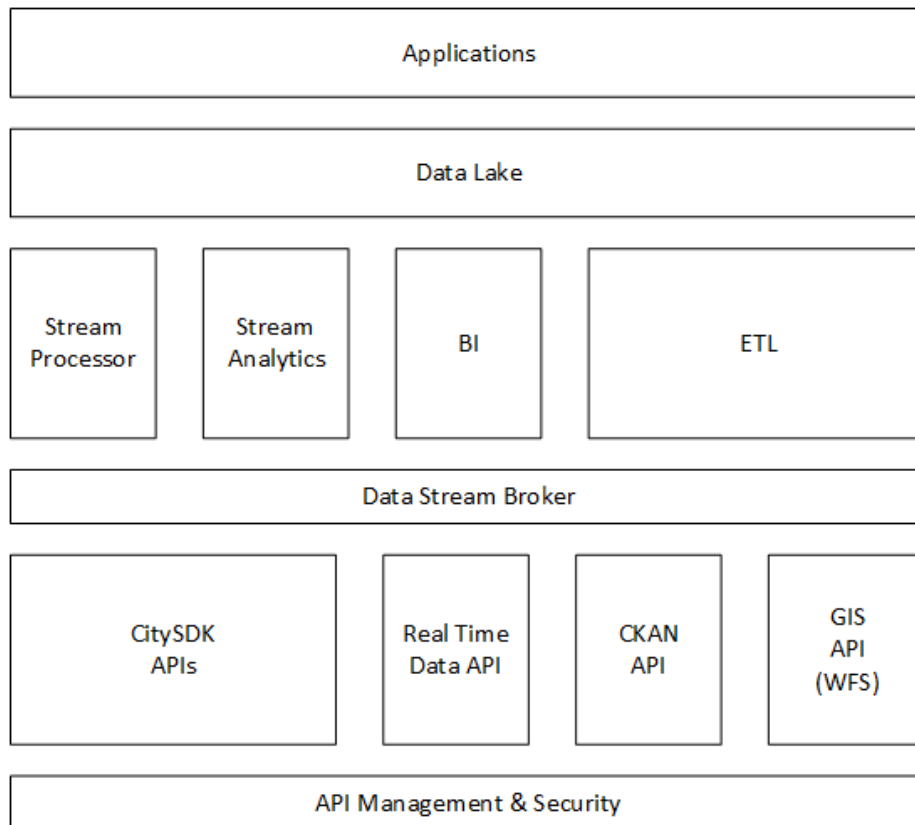 Applications
Data Lake
Stream
Processor
Stream
Analytics
BI
ETL
Data Stream Broker
CitySDK
APIs
Real Time
Data API
CKAN
API
GIS
API
(WFS)
API Management & Security